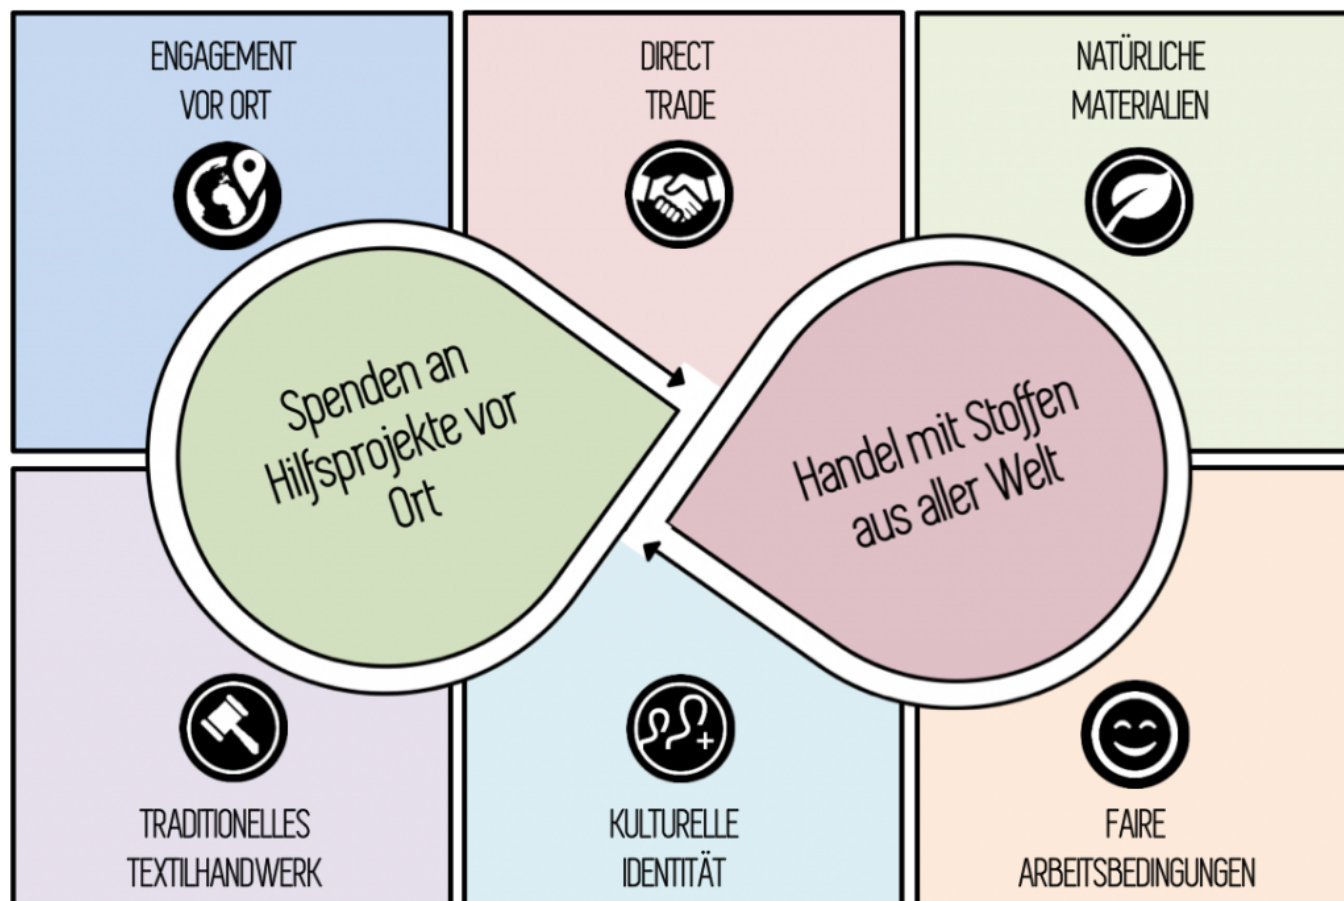 ENGAGEMENT
VOR ORT
DIRECT
TRADE
NATÜRLICHE
MATERIALIEN
Spenden an
Hilfsprojekte vor
Ort
Handel mit Stoffen
aus aller Welt
TRADITIONELLES
TEXTILHANDWERK
KULTURELLE
IDENTITÄT
FAIRE
ARBEITSBEDINGUNGEN